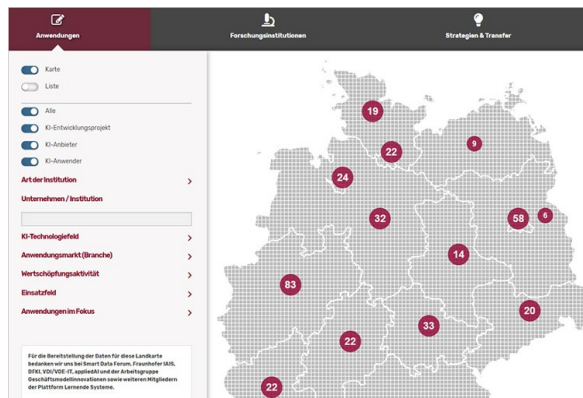 Anwendungen
Forschungsinstitutionen
Strategien & Transfer
Karte
Liste
Alle
KI-Entwicklungsprojekt
KI-Anbieter
KI-Anwender
Art der Institution
Unternehmen / Institution
KI-Technologiefeld
Anwendungsmarkt (Branche)
Wertschöpfungsaktivität
Einsatzfeld
Anwendungen im Fokus
Für die Bereitstellung der Daten für diese Landkarte
bedanken wir uns bei Smart Data Forum, Fraunhofer IAIS,
DFKI, VDI/VDE-IT, appliedAI und der Arbeitsgruppe
Geschäftsmodellinnovationen sowie weiteren Mitgliedern
der Plattform Lernende Systeme.
19
22
9
24
32
58
6
14
83
20
33
22
22